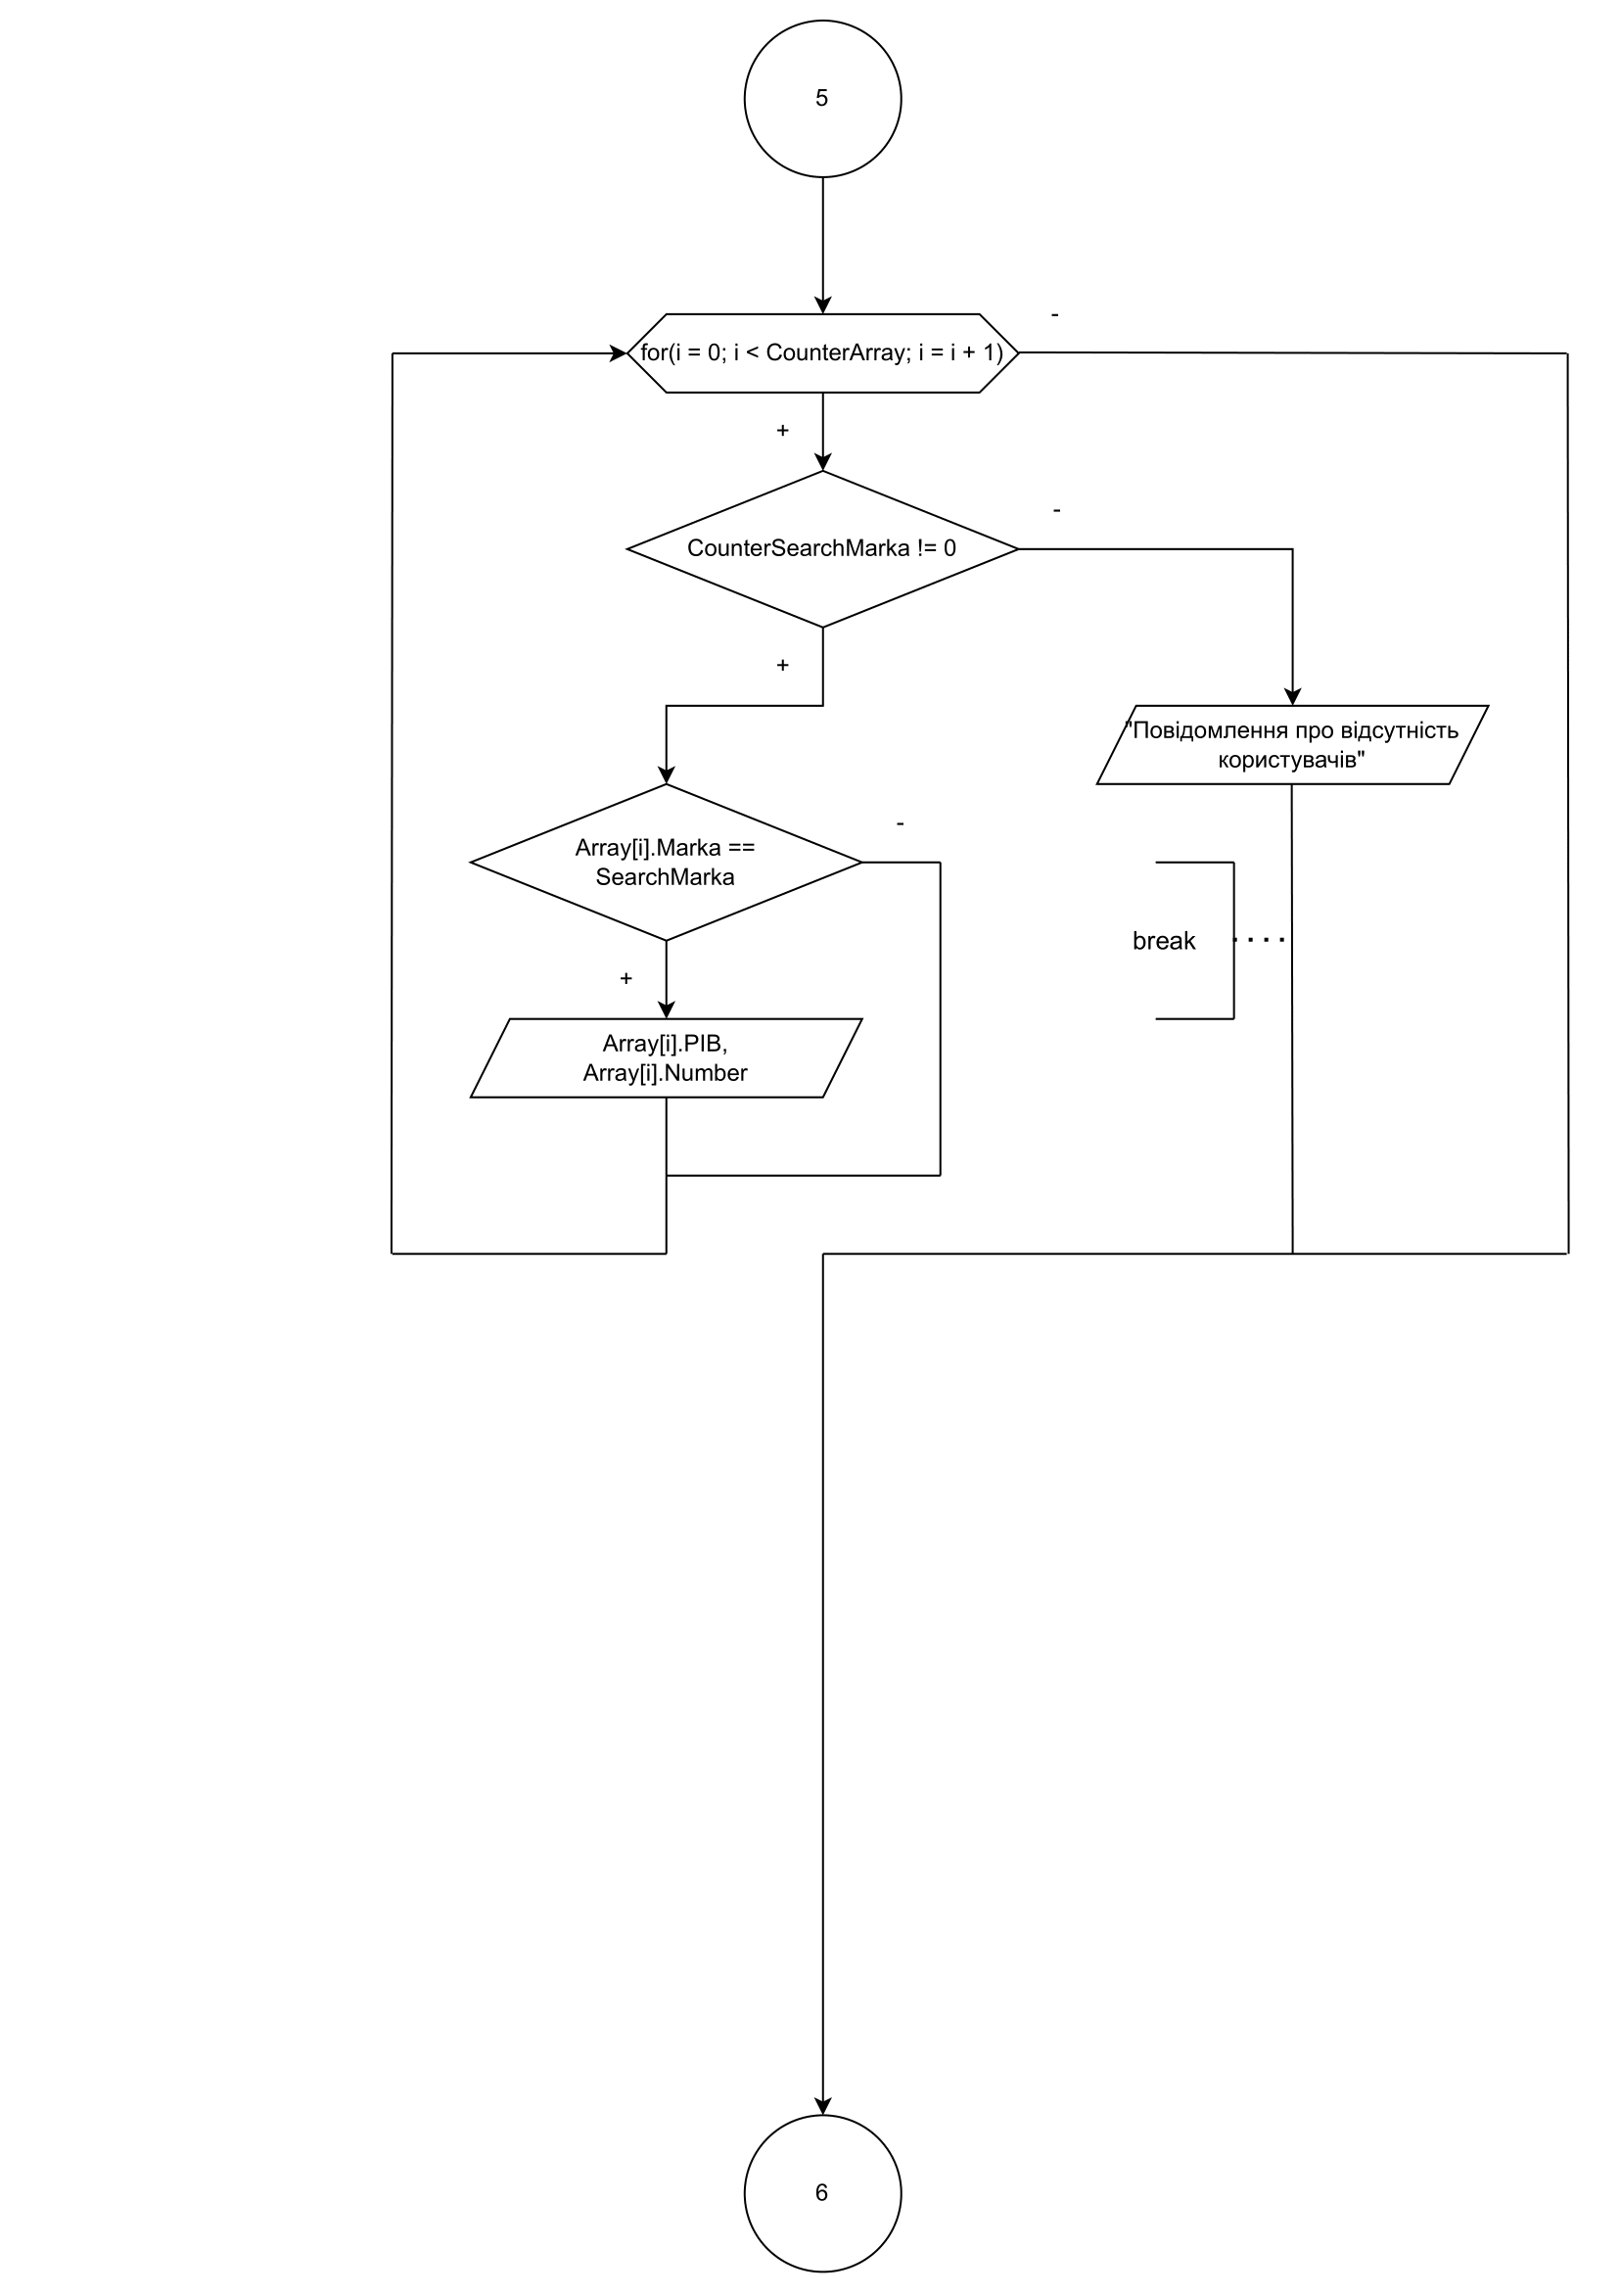 5
for(i = 0; i < CounterArray; i = i + 1)
-
+
CounterSearchMarka != 0
-
+
"Повідомлення про відсутність
користувачів"
Array[i].Marka ==
SearchMarka
-
break
+
Array[i].PIB,
Array[i].Number
6